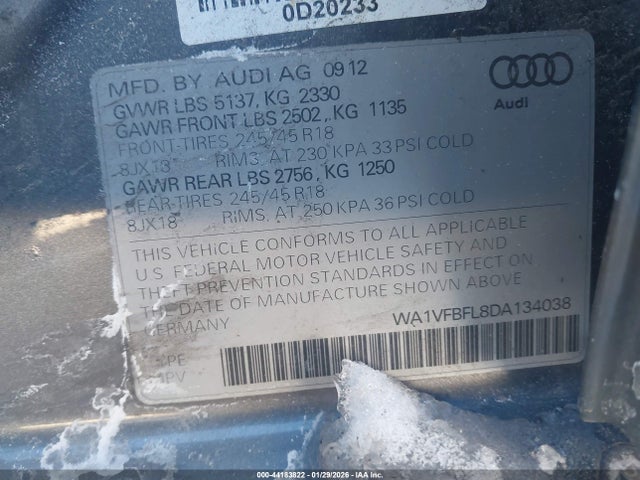 0D20233
MFD. BY AUDI AG 0912
GVWR LBS 5137, KG 2330
GAWR FRONT LBS 2502, KG 1135
FRONT-TIRES 245/45 R18
8JX18 RIMS, AT 230 KPA 33 PSI COLD
GAWR REAR LBS 2756, KG 1250
REAR-TIRES 245/45 R18
8JX18 RIMS, AT 250 KPA 36 PSI COLD
Audi
THIS VEHICLE CONFORMS TO ALL APPLICABLE
U.S. FEDERAL MOTOR VEHICLE SAFETY AND
THEFT PREVENTION STANDARDS IN EFFECT ON
THE DATE OF MANUFACTURE SHOWN ABOVE
GERMANY WA1VFBFL8DA134038
000-44183822 | 01/29/2026 - COPYRIGHT IAA, LLC.